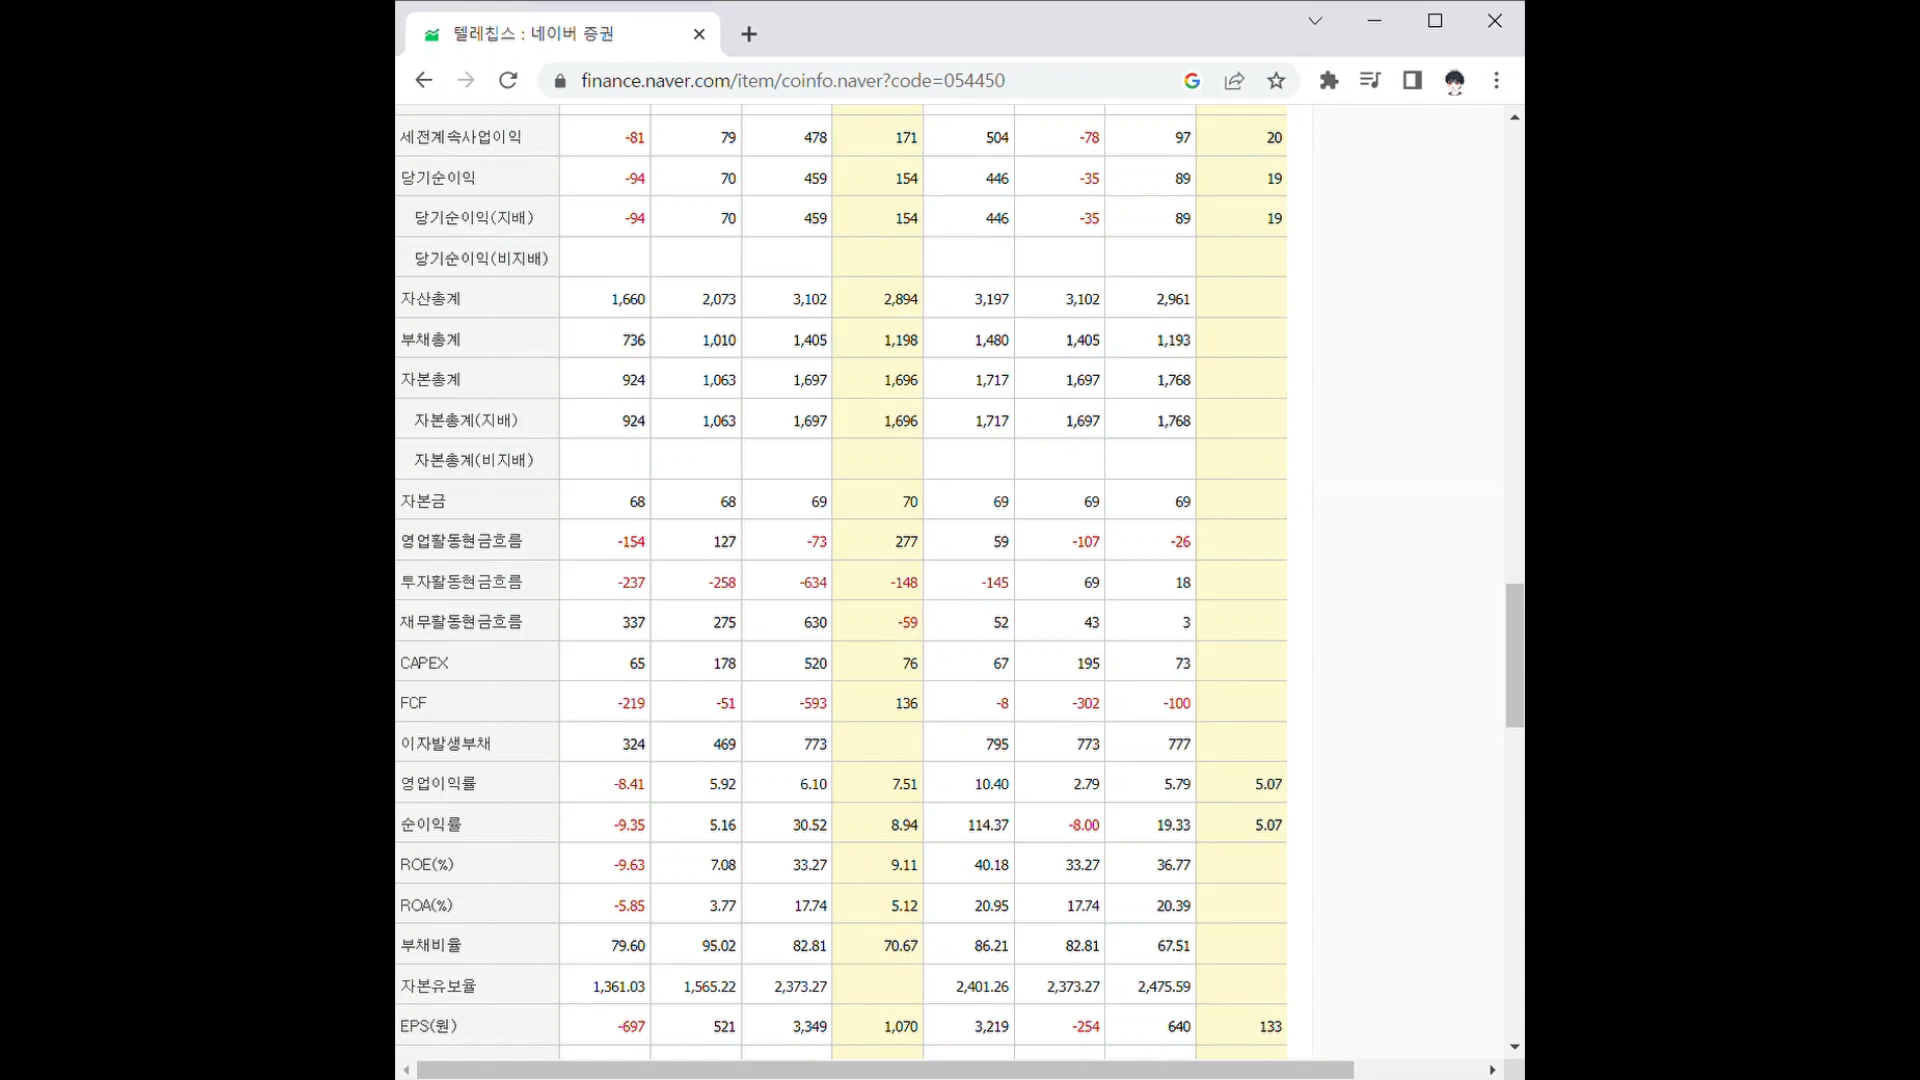 텔레칩스 : 네이버 증권
finance.naver.com/item/coinfo.naver?code=054450
세전계속사업이익 -81 79 478 171 504 -78 97 20
당기순이익 -94 70 459 154 446 -35 89 19
당기순이익(지배) -94 70 459 154 446 -35 89 19
당기순이익(비지배)
자산총계 1,660 2,073 3,102 2,894 3,197 3,102 2,961
부채총계 736 1,010 1,405 1,198 1,480 1,405 1,193
자본총계 924 1,063 1,697 1,696 1,717 1,697 1,768
자본총계(지배) 924 1,063 1,697 1,696 1,717 1,697 1,768
자본총계(비지배)
자본금 68 68 69 70 69 69 69
영업활동현금흐름 -154 127 -73 277 59 -107 -26
투자활동현금흐름 -237 -258 -634 -148 -145 69 18
재무활동현금흐름 337 275 630 -59 52 43 3
CAPEX 65 178 520 76 67 195 73
FCF -219 -51 -593 136 -8 -302 -100
이자발생부채 324 469 773 795 773 777
영업이익률 -8.41 5.92 6.10 7.51 10.40 2.79 5.79 5.07
순이익률 -9.35 5.16 30.52 8.94 114.37 -8.00 19.33 5.07
ROE(%) -9.63 7.08 33.27 9.11 40.18 33.27 36.77
ROA(%) -5.85 3.77 17.74 5.12 20.95 17.74 20.39
부채비율 79.60 95.02 82.81 70.67 86.21 82.81 67.51
자본유보율 1,361.03 1,565.22 2,373.27 2,401.26 2,373.27 2,475.59
EPS(원) -697 521 3,349 1,070 3,219 -254 640 133